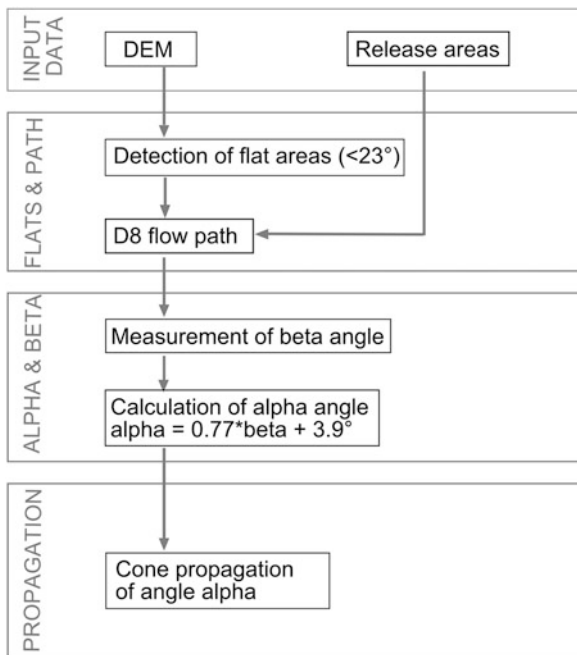 INPUT
DATA
DEM
Release areas
FLATS & PATH
Detection of flat areas (<23°)
D8 flow path
ALPHA & BETA
Measurement of beta angle
Calculation of alpha angle
alpha = 0.77*beta + 3.9°
PROPAGATION
Cone propagation
of angle alpha